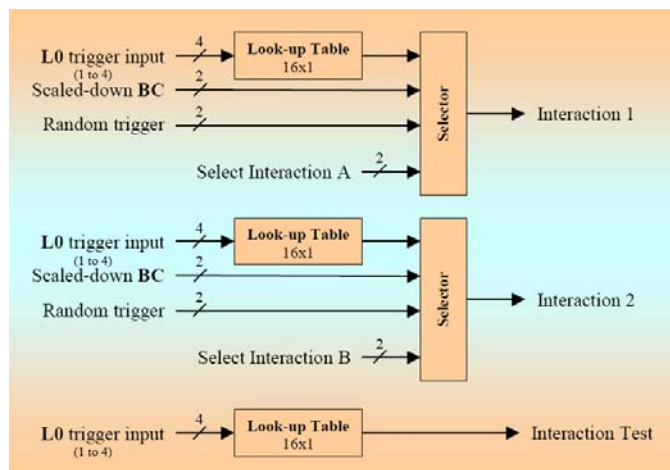 L0 trigger input
(1 to 4)
4
Look-up Table
16x1
Scaled-down BC
2
Random trigger
2
Select Interaction A
2
Selector
Interaction 1
L0 trigger input
(1 to 4)
4
Look-up Table
16x1
Scaled-down BC
2
Random trigger
2
Select Interaction B
2
Selector
Interaction 2
L0 trigger input
(1 to 4)
4
Look-up Table
16x1
Interaction Test